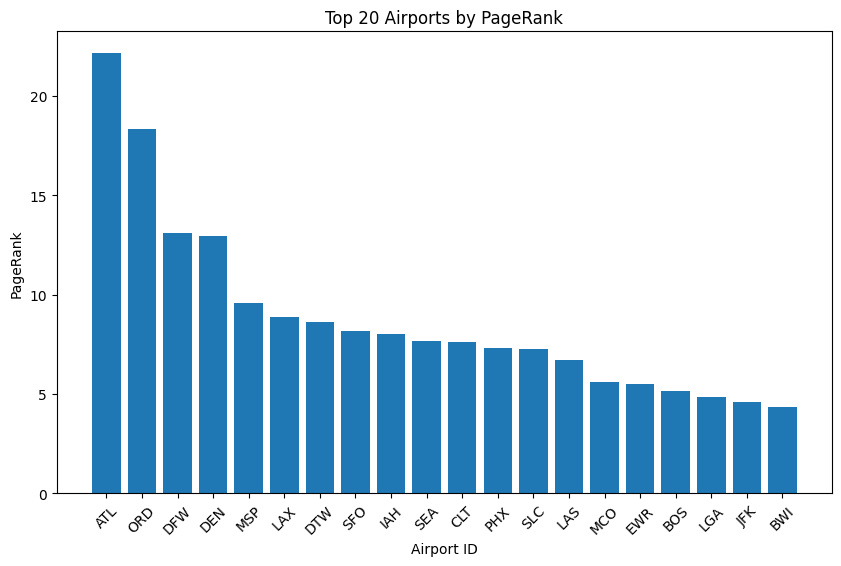 Top 20 Airports by PageRank
PageRank
20
15
10
5
0
ATL ORD DFW DEN MSP LAX DTW SFO IAH SEA CLT PHX SLC LAS MCO EWR BOS LGA JFK BWI
Airport ID